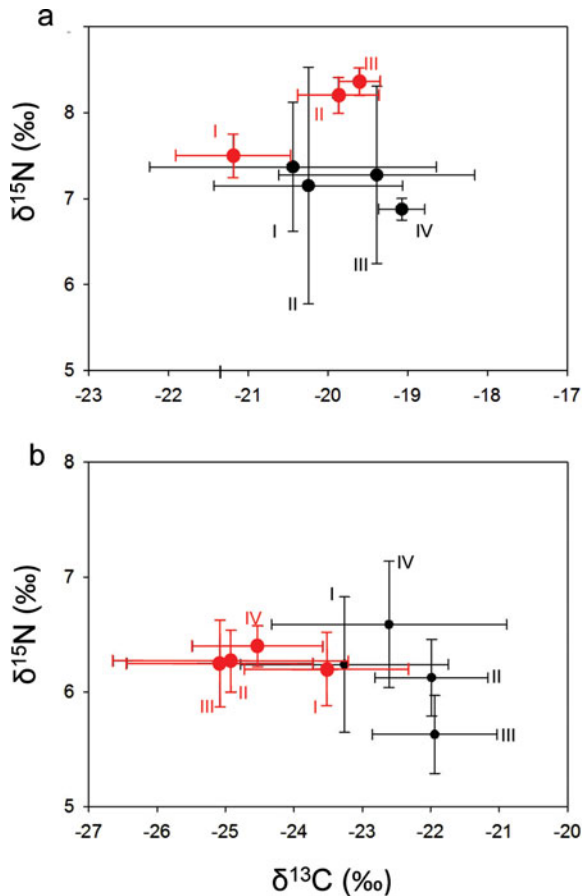 a
δ¹⁵N (‰)
8
7
6
5
III
II
I
I
IV
III
II
-23 -22 -21 -20 -19 -18 -17
b
δ¹⁵N (‰)
8
7
6
5
IV
I
IV
II
III
II
I
III
-27 -26 -25 -24 -23 -22 -21 -20
δ¹³C (‰)